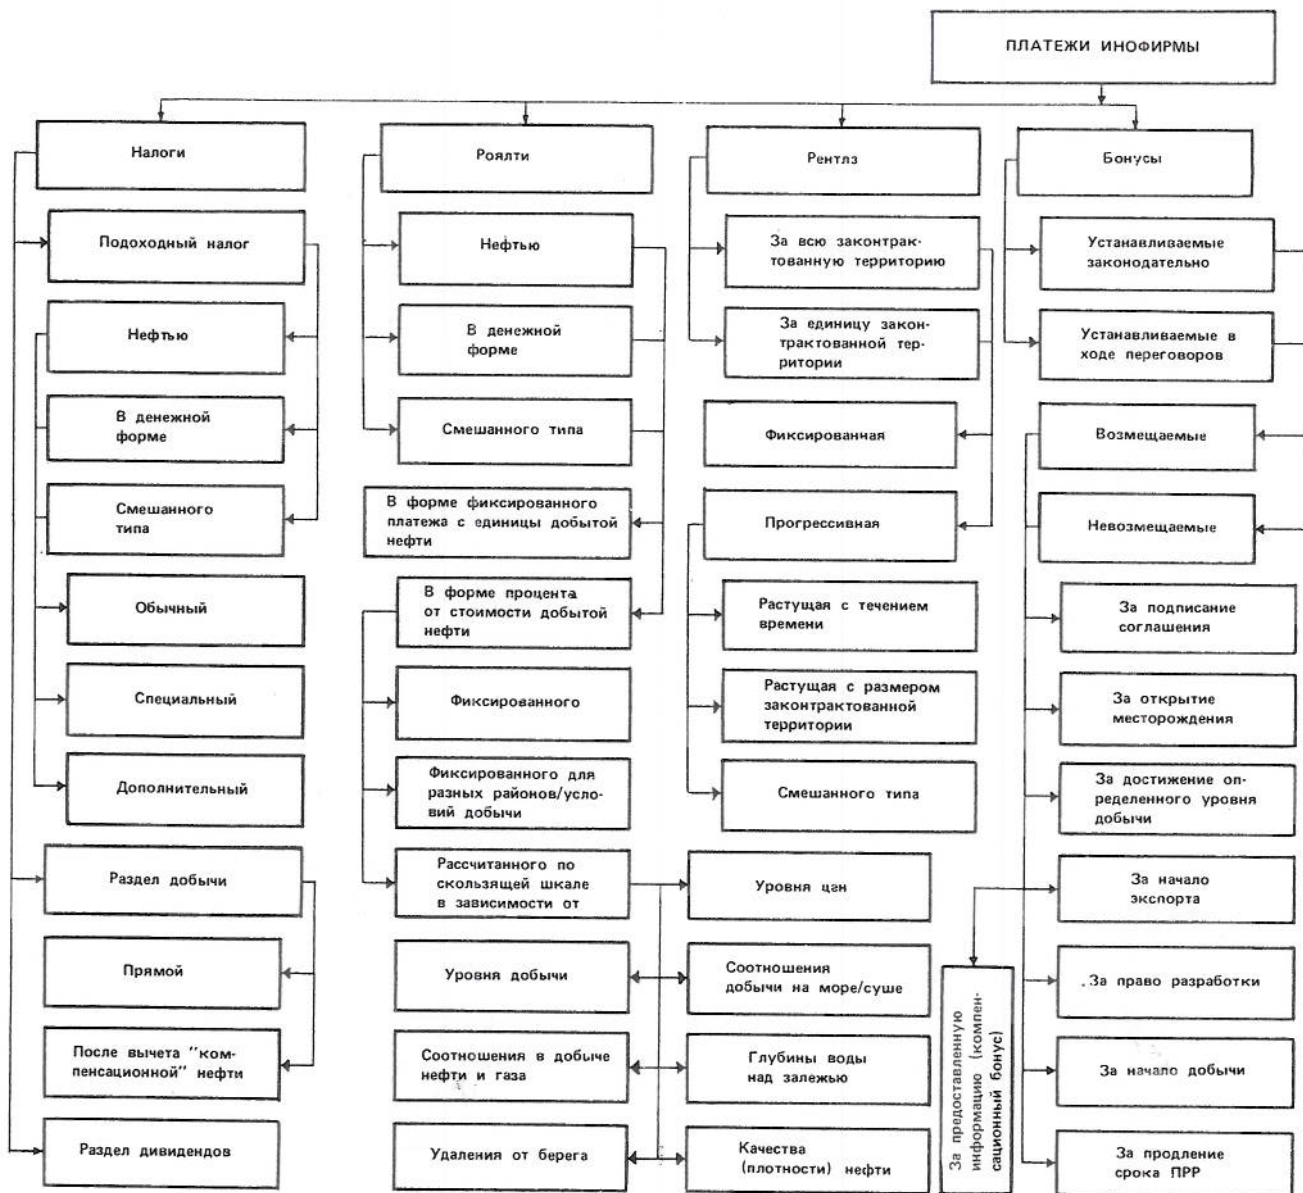 ПЛАТЕЖИ ИНОФИРМЫ
Налоги
Подоходный налог
Нефтью
В денежной
форме
Смешанного
типа
Обычный
Специальный
Дополнительный
Раздел добычи
Прямой
После вычета "ком-
пенсационной" нефти
Раздел дивидендов
Роялти
Нефтью
В денежной
форме
Смешанного типа
В форме фиксированного
платежа с единицы добытой
нефти
В форме процента
от стоимости добытой
нефти
Фиксированного
Фиксированного для
разных районов/усло-
вий добычи
Рассчитанного по
скользящей шкале
в зависимости от
Уровня добычи
Соотношения в добыче
нефти и газа
Удаления от берега
Уровня цен
Соотношения
добычи на море/суше
Глубины воды
над залежью
Качества
(плотности) нефти
Рентлз
За всю законтрак-
тованную территорию
За единицу закон-
трактованной тер-
ритории
Фиксированная
Прогрессивная
Растущая с течением
времени
Растущая с размером
законтрактованной
территории
Смешанного типа
Бонусы
Устанавливаемые
законодательно
Устанавливаемые в
ходе переговоров
Возмещаемые
Невозмещаемые
За подписание
соглашения
За открытие
месторождения
За достижение оп-
ределенного уровня
добычи
За начало
экспорта
За право разработки
За начало добычи
За продление
срока ПРР
За предоставленную
информацию (компен-
сационный бонус)